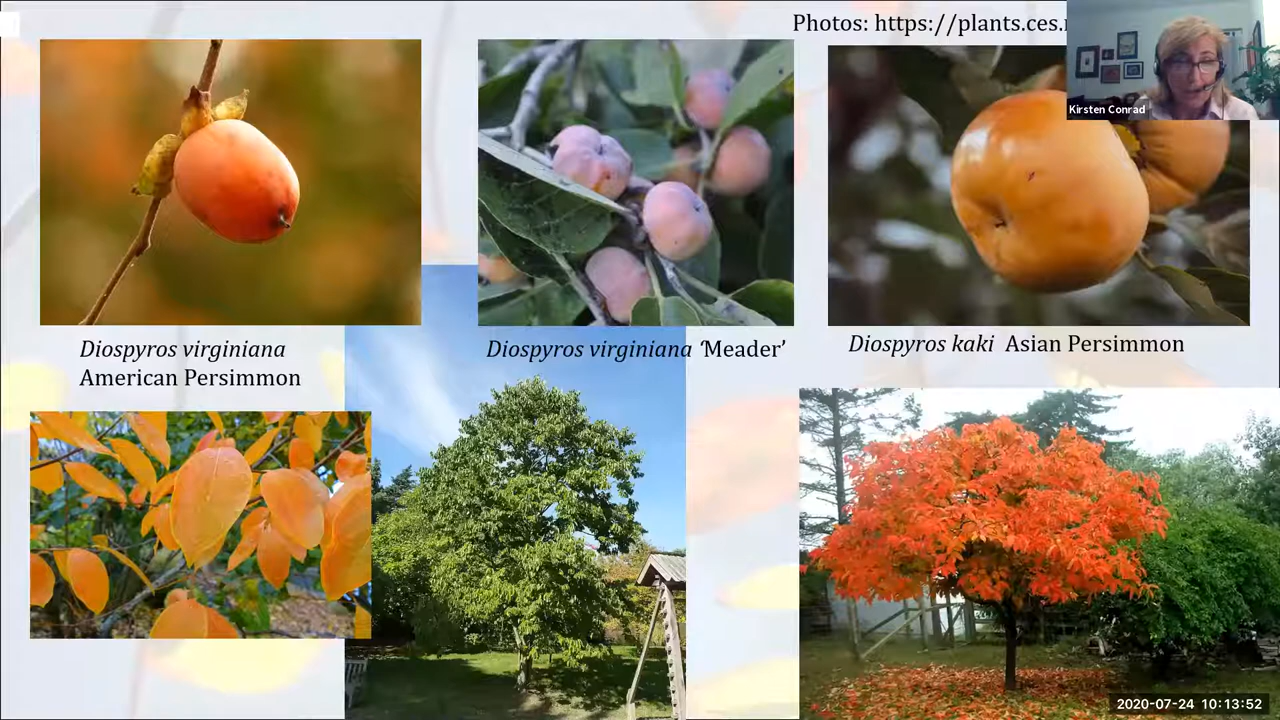 Photos: https://plants.ces.
Kirsten Conrad
Diospyros virginiana
American Persimmon
Diospyros virginiana ‘Meader’
Diospyros kaki Asian Persimmon
2020-07-24 10:13:52